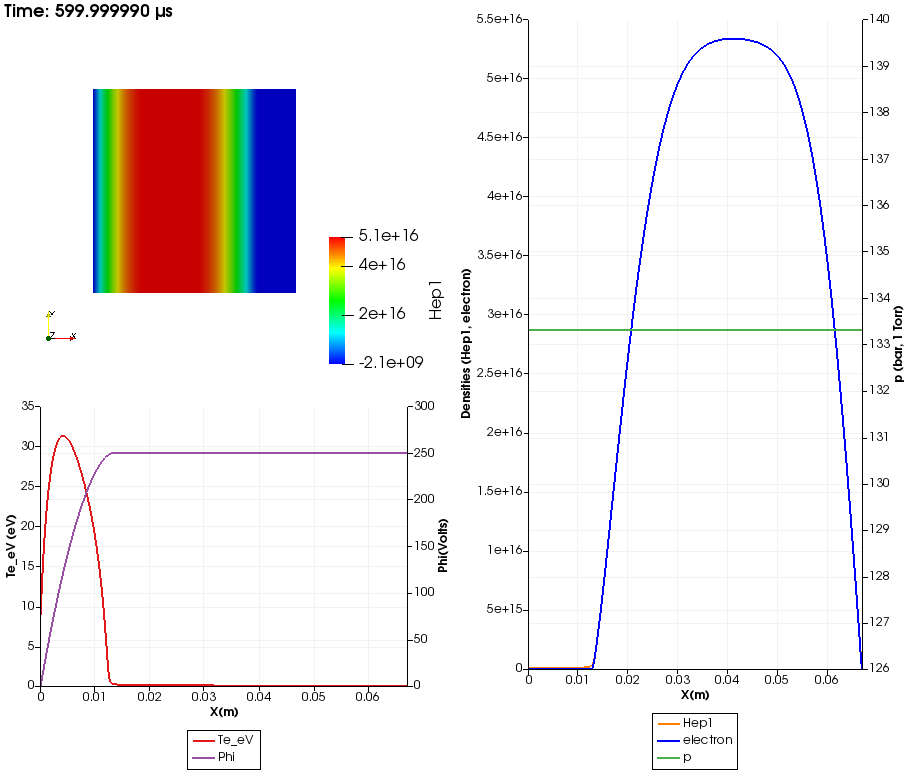 Time: 599.999990 µs
5.1e+16
4e+16
2e+16
-2.1e+09
Hep1
Y
Z
X
35
30
25
20
15
10
5
0
Te_eV (eV)
300
250
200
150
100
50
0
Phi(Volts)
0
0.01
0.02
0.03
0.04
0.05
0.06
X(m)
Te_eV
Phi
5.5e+16
5e+16
4.5e+16
4e+16
3.5e+16
3e+16
2.5e+16
2e+16
1.5e+16
1e+16
5e+15
0
Densities (Hep1, electron)
140
139
138
137
136
135
134
133
132
131
130
129
128
127
126
p (bar, 1 Torr)
0
0.01
0.02
0.03
0.04
0.05
0.06
X(m)
Hep1
electron
p